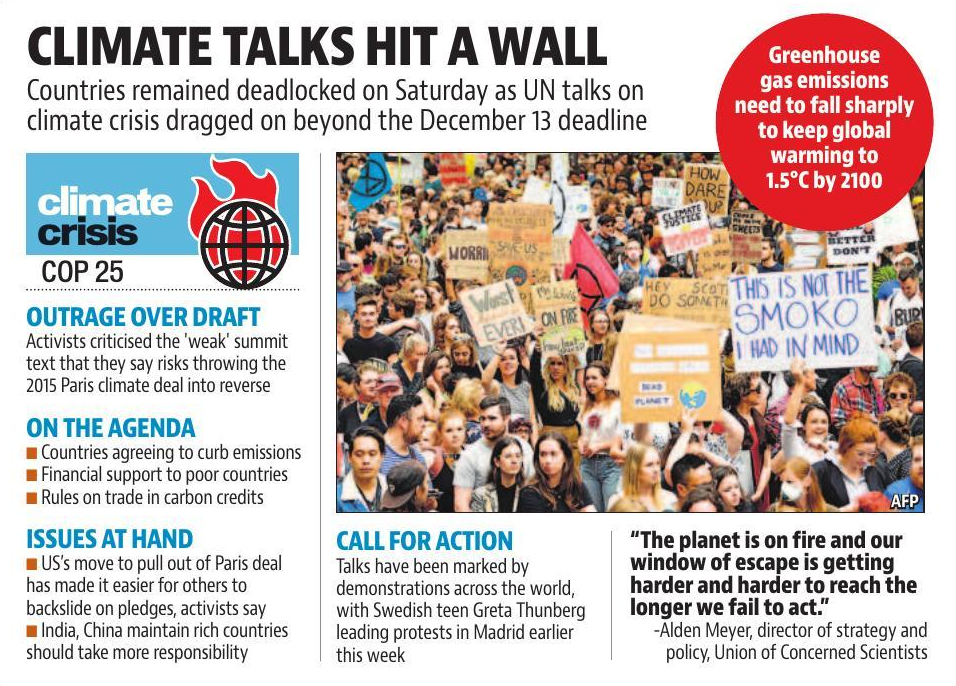 CLIMATE TALKS HIT A WALL
Countries remained deadlocked on Saturday as UN talks on
climate crisis dragged on beyond the December 13 deadline
Greenhouse
gas emissions
need to fall sharply
to keep global
warming to
1.5°C by 2100
climate
crisis
COP 25
OUTRAGE OVER DRAFT
Activists criticised the 'weak' summit
text that they say risks throwing the
2015 Paris climate deal into reverse
ON THE AGENDA
■ Countries agreeing to curb emissions
■ Financial support to poor countries
■ Rules on trade in carbon credits
ISSUES AT HAND
■ US's move to pull out of Paris deal
has made it easier for others to
backslide on pledges, activists say
■ India, China maintain rich countries
should take more responsibility
HOW
DARE
CLIMATE
JUSTICE
BETTER
DON'T
SAVE US
HEY SCOT
DO SOMETH
THIS IS NOT THE
SMOKO
I HAD IN MIND
WORST
EVER!
ON FIRE
DEAD
PLANET
AFP
CALL FOR ACTION
Talks have been marked by
demonstrations across the world,
with Swedish teen Greta Thunberg
leading protests in Madrid earlier
this week
“The planet is on fire and our
window of escape is getting
harder and harder to reach the
longer we fail to act.”
-Alden Meyer, director of strategy and
policy, Union of Concerned Scientists